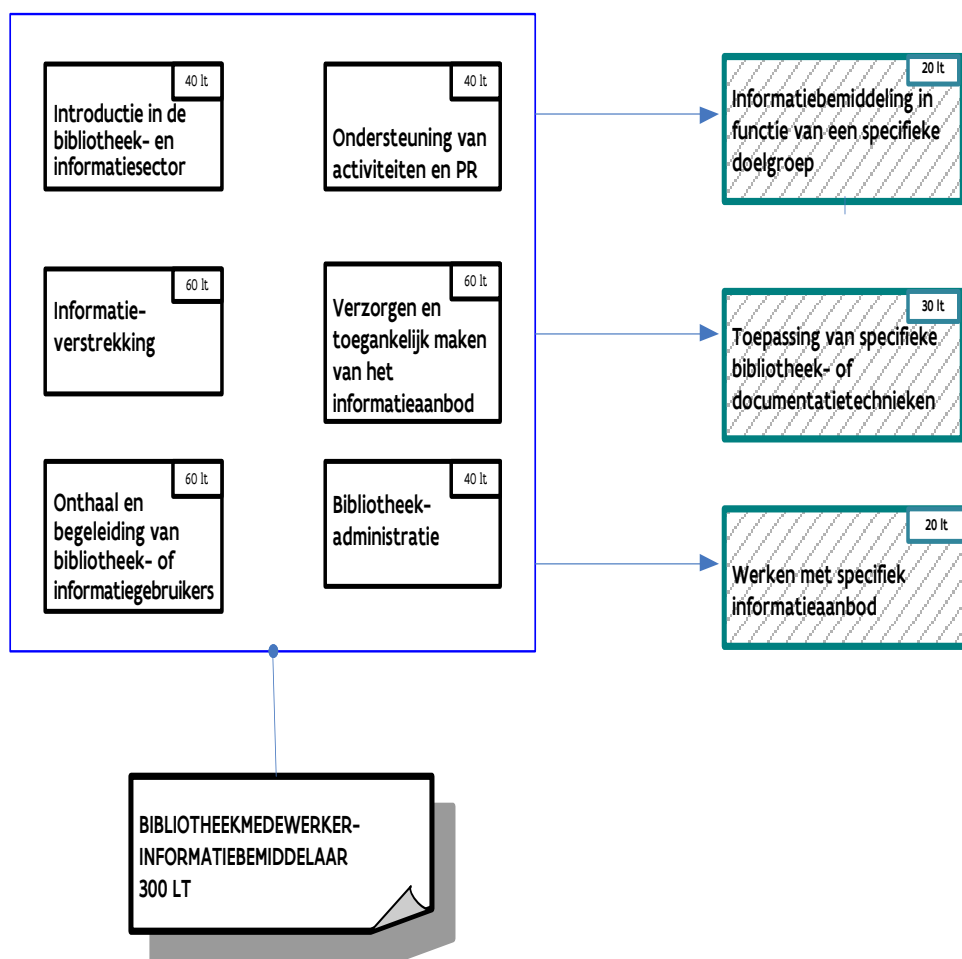 40 lt
Introductie in de
bibliotheek- en
informatiesector
40 lt
Ondersteuning van
activiteiten en PR
20 lt
Informatiebemiddeling in
functie van een specifieke
doelgroep
60 lt
Informatie-
verstrekking
60 lt
Verzorgen en
toegankelijk maken
van het
informatieaanbod
30 lt
Toepassing van specifieke
bibliotheek- of
documentatietechnieken
60 lt
Onthaal en
begeleiding van
bibliotheek- of
informatiegebruikers
40 lt
Bibliotheek-
administratie
20 lt
Werken met specifiek
informatieaanbod
BIBLIOTHEEKMEDEWERKER-
INFORMATIEBEMIDDELAAR
300 LT